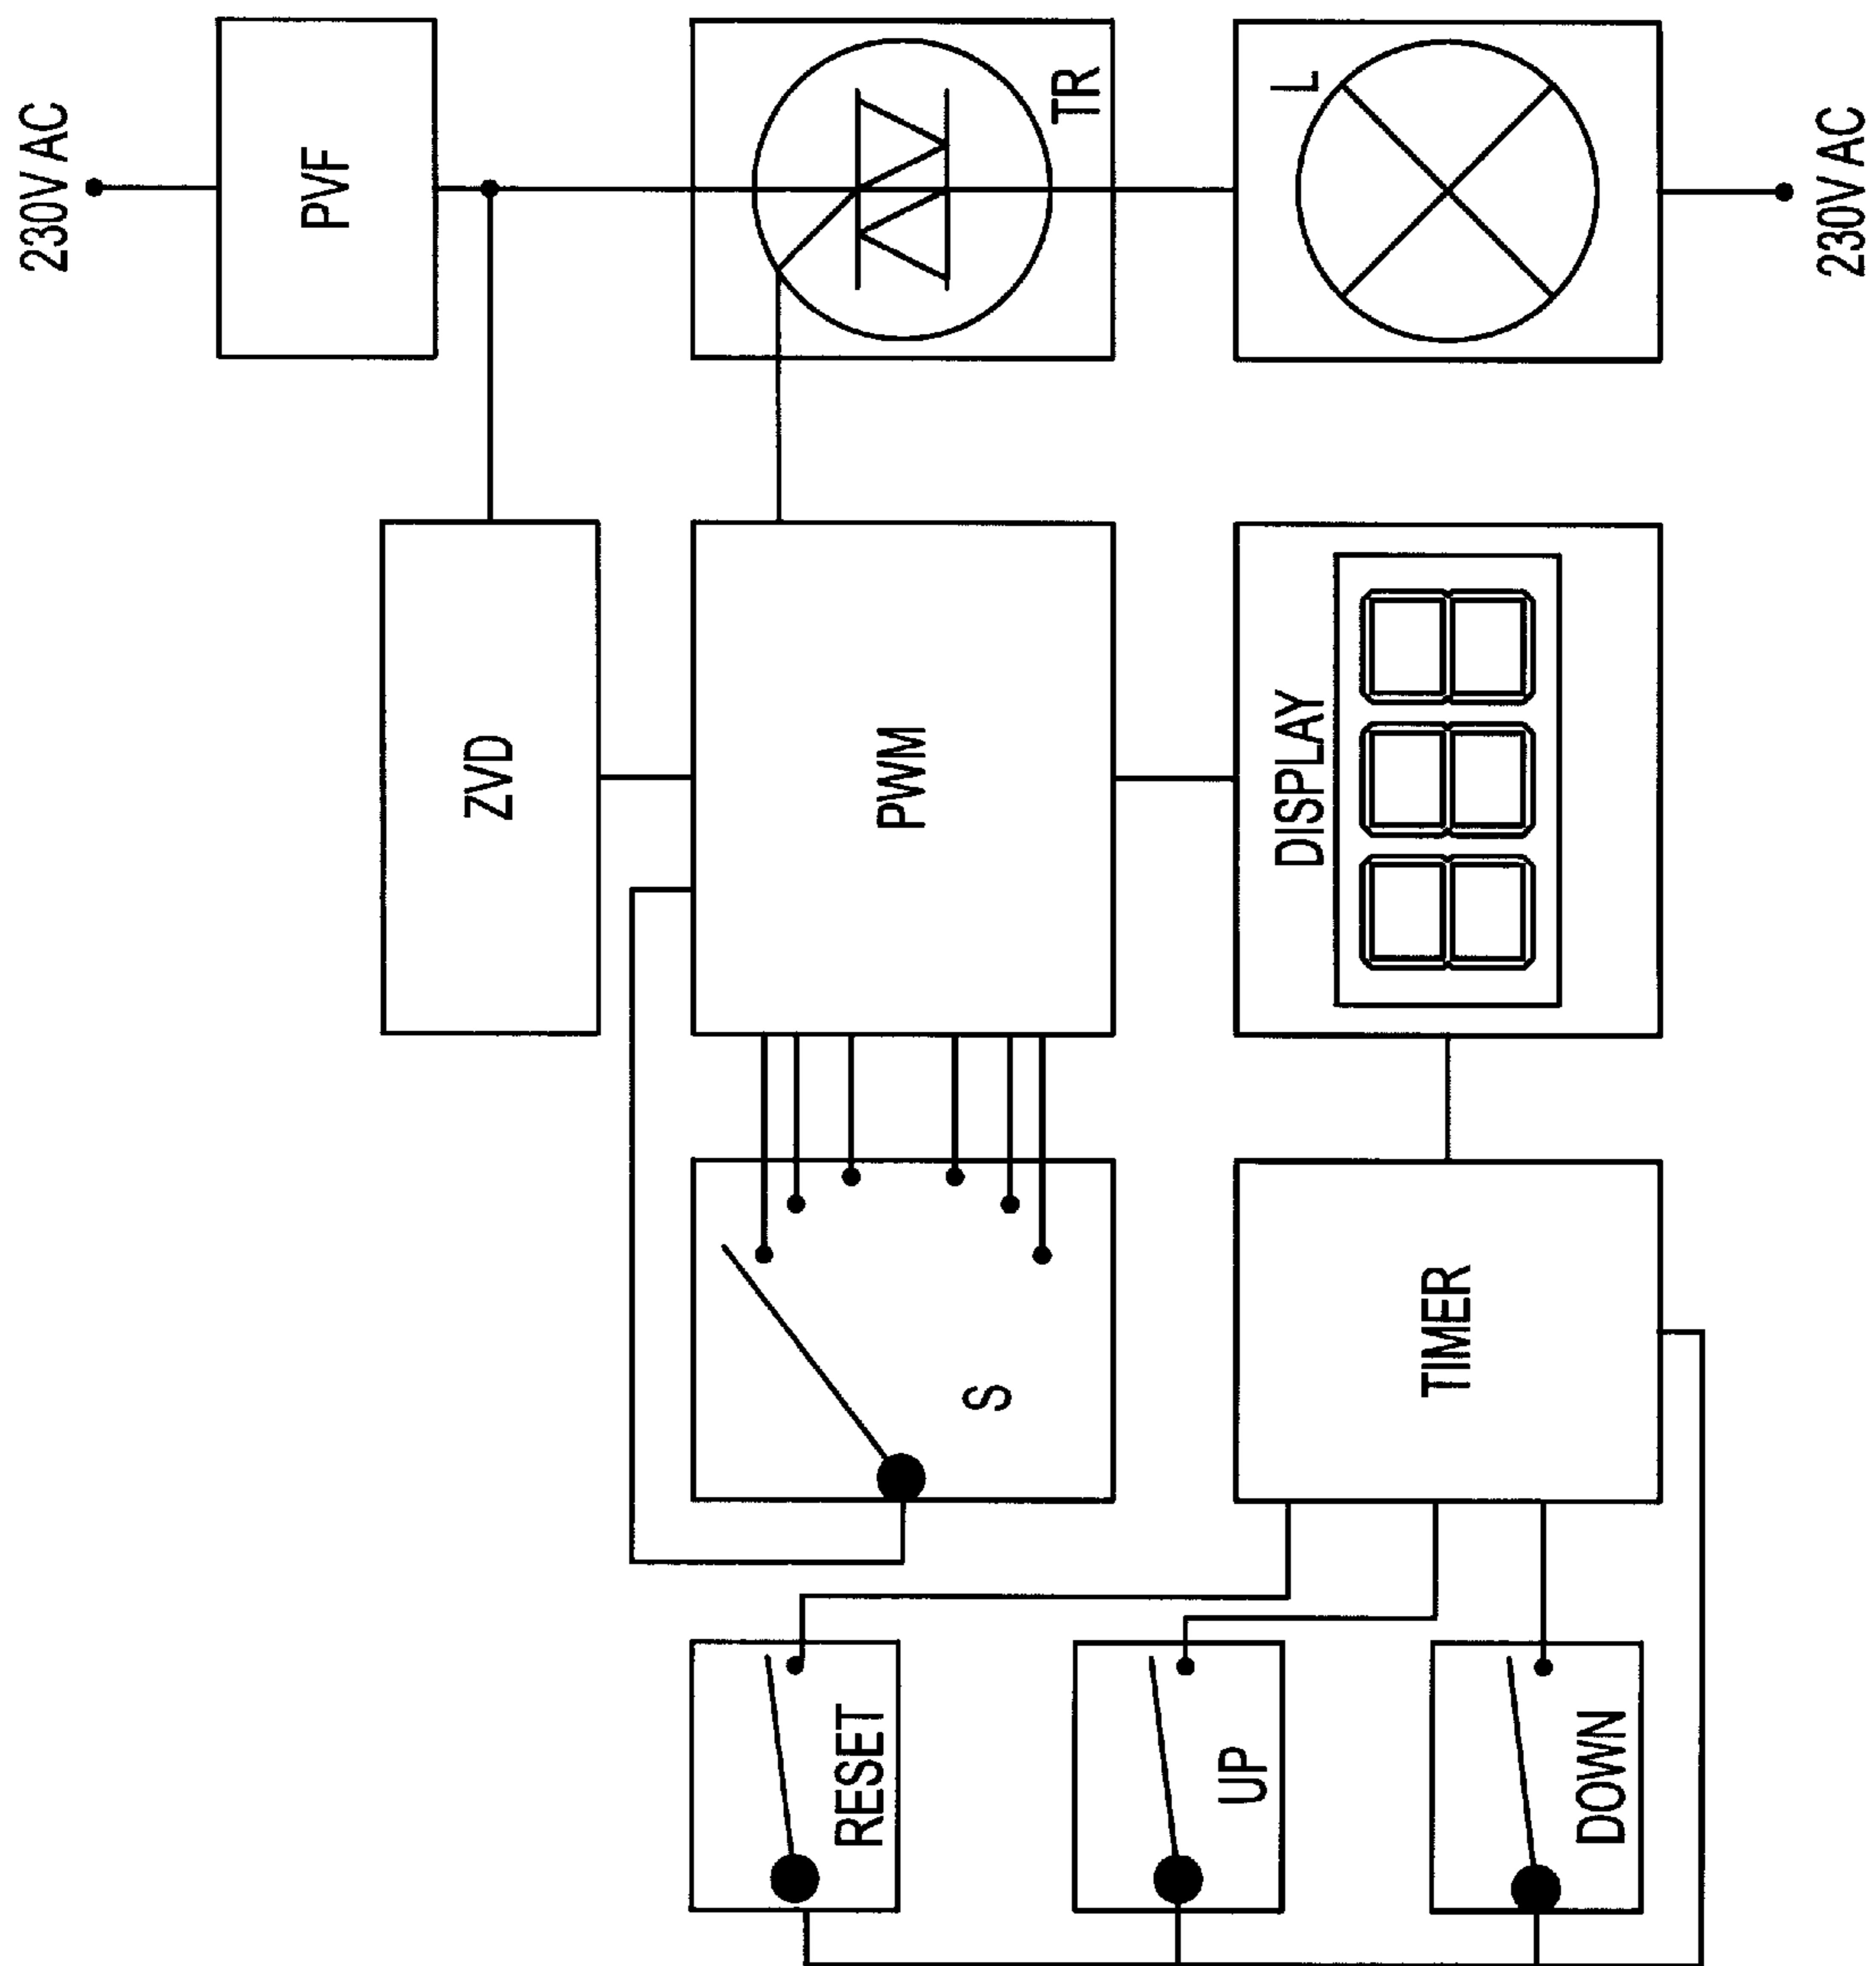 230V AC
PVF
TR
L
230V AC
ZVD
PWM
DISPLAY
S
TIMER
RESET
UP
DOWN